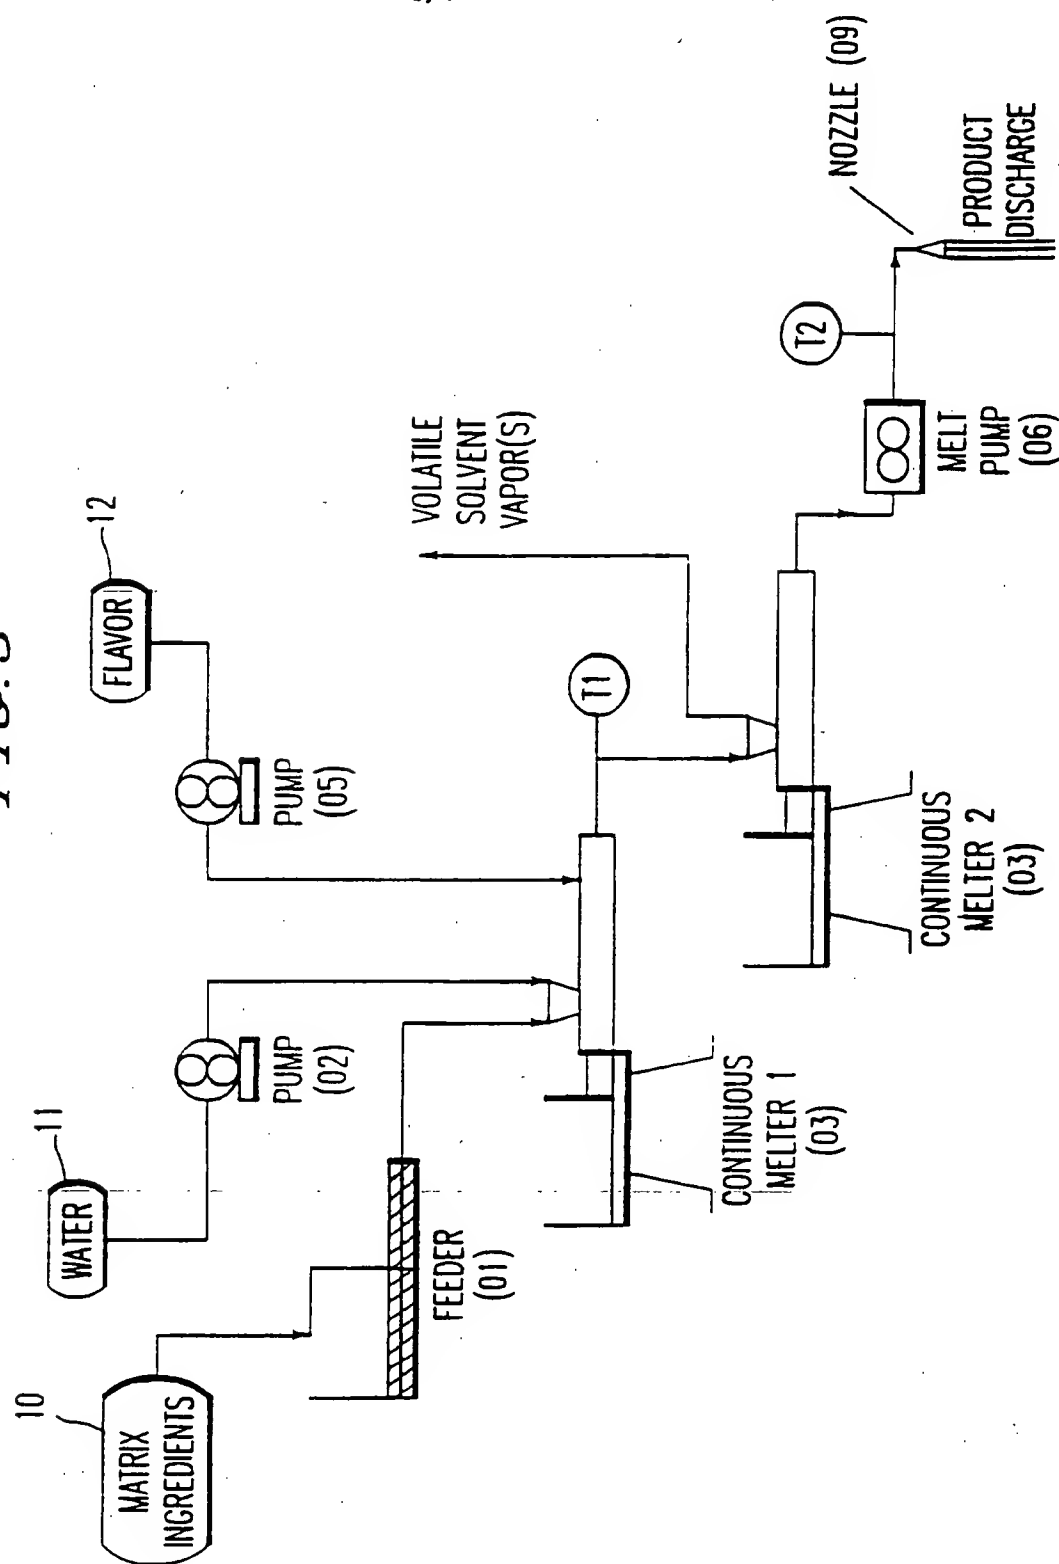 10
MATRIX
INGREDIENTS
11
WATER
PUMP
(02)
FEEDER
(01)
12
FLAVOR
PUMP
(05)
CONTINUOUS
MELTER 1
(03)
T1
VOLATILE
SOLVENT
VAPOR(S)
CONTINUOUS
MELTER 2
(03)
MELT
PUMP
(06)
T2
NOZZLE (09)
PRODUCT
DISCHARGE